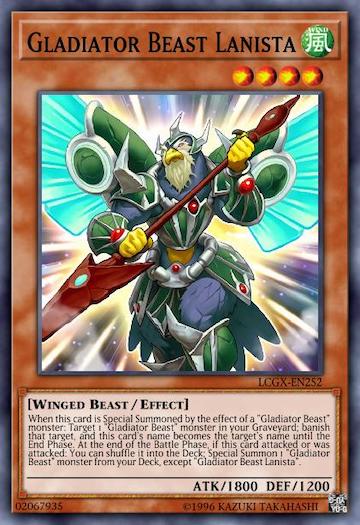 Gladiator Beast Lanista
WIND
風
LCGX-EN252
[Winged Beast / Effect]
When this card is Special Summoned by the effect of a "Gladiator Beast"
monster: Target 1 "Gladiator Beast" monster in your Graveyard; banish
that target, and this card's name becomes the target's name until the
End Phase. At the end of the Battle Phase, if this card attacked or was
attacked: You can shuffle it into the Deck; Special Summon 1 "Gladiator
Beast" monster from your Deck, except "Gladiator Beast Lanista".
ATK/1800 DEF/1200
02067935
©1996 KAZUKI TAKAHASHI